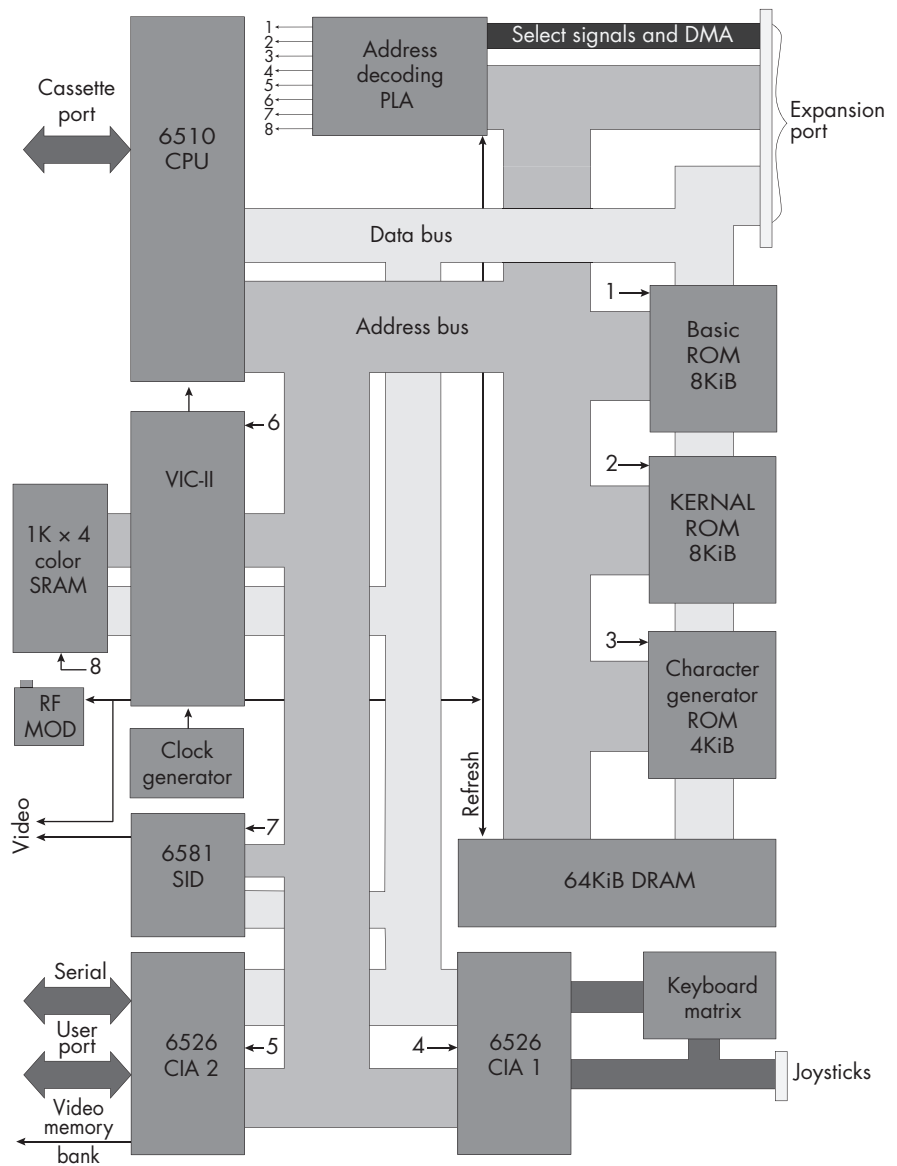 1
2
3
4
5
6
7
8
Address
decoding
PLA
Select signals and DMA
Expansion
port
Cassette
port
6510
CPU
Data bus
Address bus
1
Basic
ROM
8KiB
6
VIC-II
2
KERNAL
ROM
8KiB
1K × 4
color
SRAM
8
3
Character
generator
ROM
4KiB
RF
MOD
Clock
generator
Refresh
Video
7
6581
SID
64KiB DRAM
Serial
User
port
Video
memory
bank
6526
CIA 2
5
4
6526
CIA 1
Keyboard
matrix
Joysticks